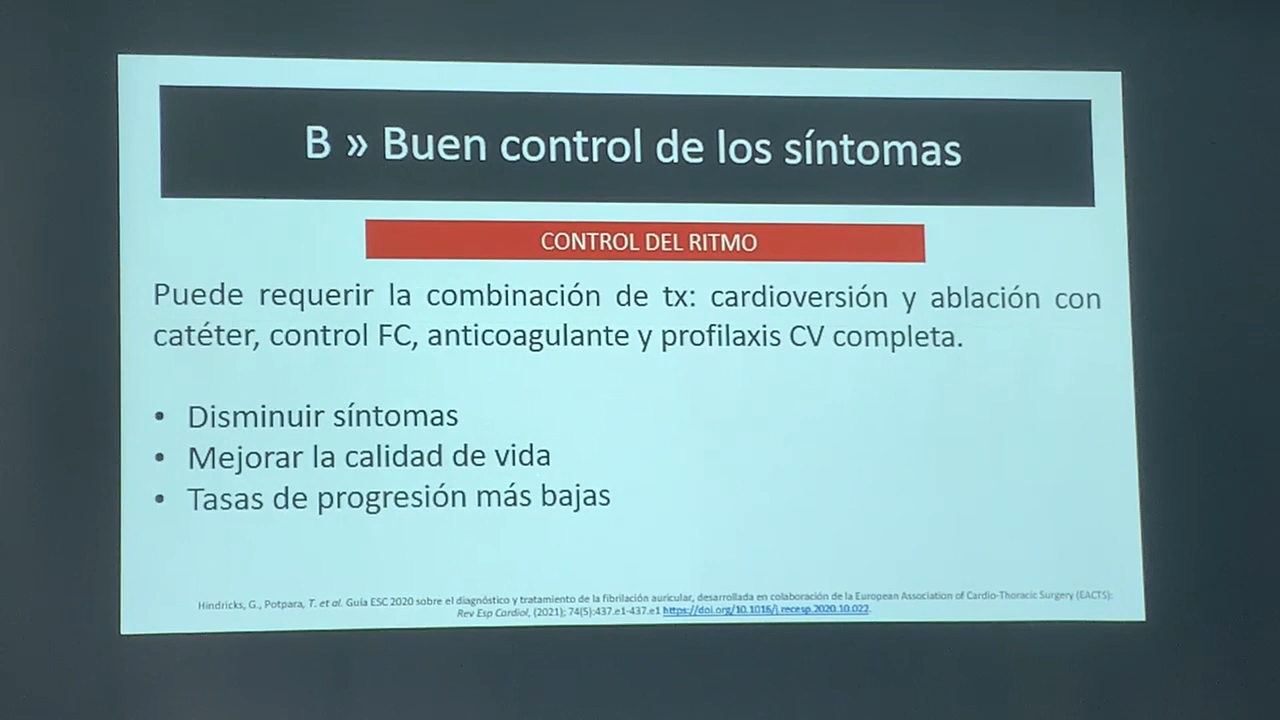 B » Buen control de los síntomas
CONTROL DEL RITMO
Puede requerir la combinación de tx: cardioversión y ablación con
catéter, control FC, anticoagulante y profilaxis CV completa.
• Disminuir síntomas
• Mejorar la calidad de vida
• Tasas de progresión más bajas
Hindricks, G., Potpara, T. et al. Guía ESC 2020 sobre el diagnóstico y tratamiento de la fibrilación auricular, desarrollada en colaboración de la European Association of Cardio-Thoracic Surgery (EACTS):
Rev Esp Cardiol, (2021); 74(5):437.e1-437.e1 https://doi.org/10.1016/j.recesp.2020.10.022.